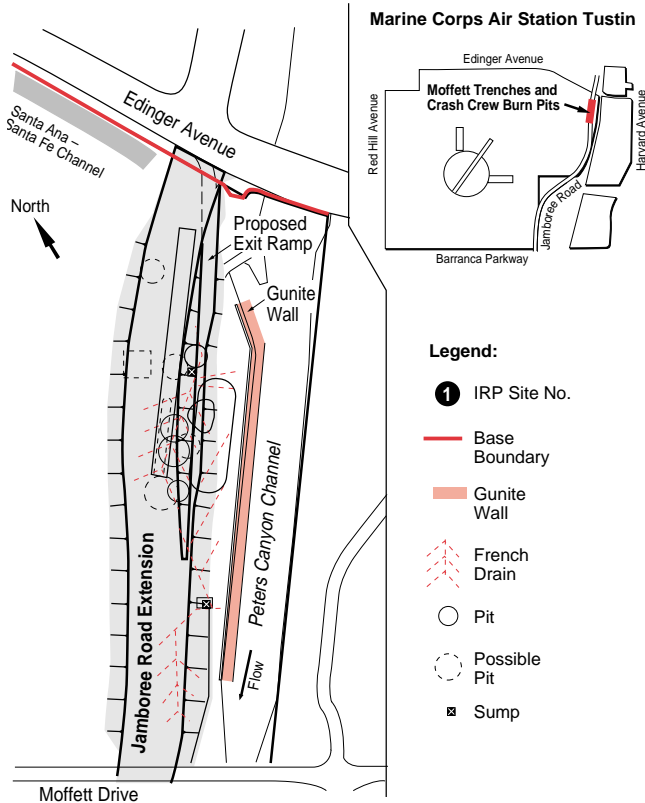 Marine Corps Air Station Tustin
Edinger Avenue
Moffett Trenches and
Crash Crew Burn Pits
Red Hill Avenue
Harvard Avenue
Jamboree Road
Barranca Parkway
Edinger Avenue
Santa Ana –
Santa Fe Channel
North
Proposed
Exit Ramp
Gunite
Wall
Peters Canyon Channel
Jamboree Road Extension
Flow
Moffett Drive
Legend:
1 IRP Site No.
Base
Boundary
Gunite
Wall
French
Drain
Pit
Possible
Pit
Sump